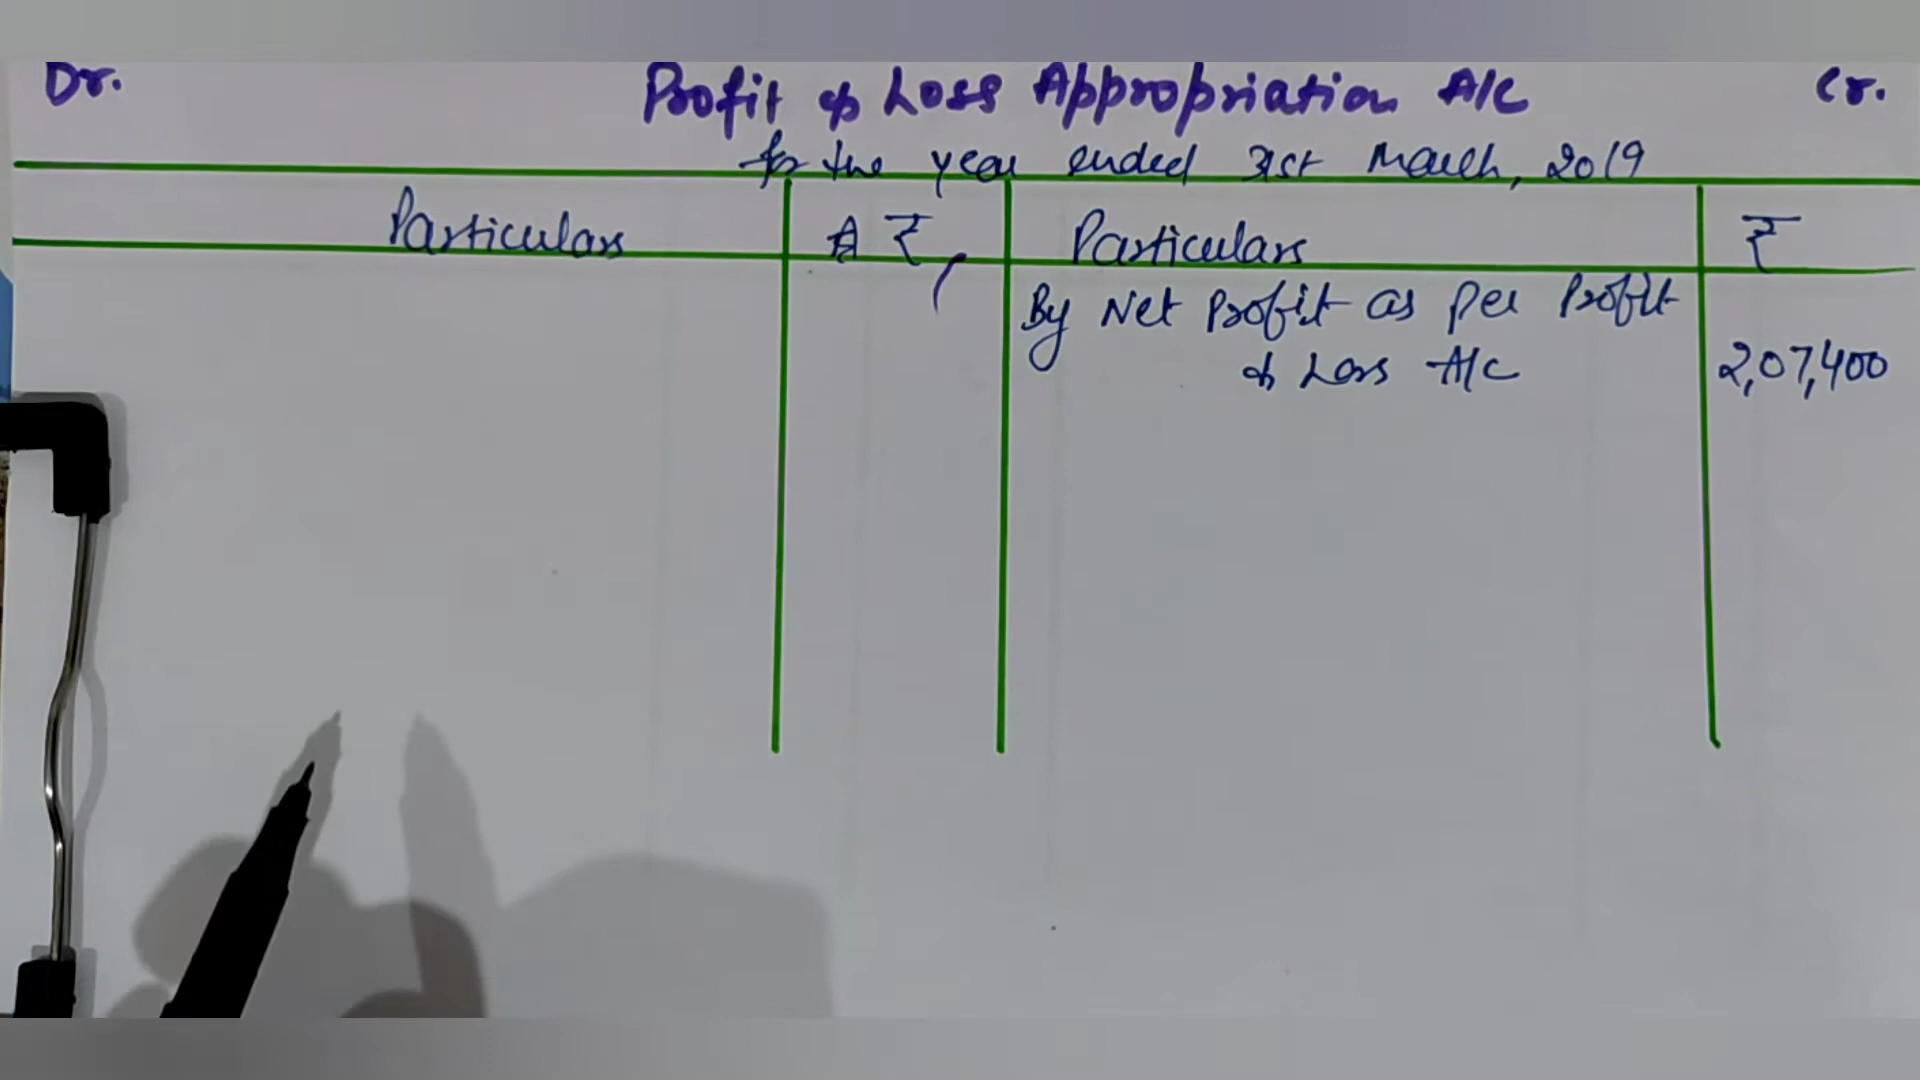 Dr. Profit & Loss Appropriation A/c Cr.
for the year ended 31st March, 2019
Particulars ₹ Particulars ₹
By Net Profit as per Profit
& Loss A/c 2,07,400